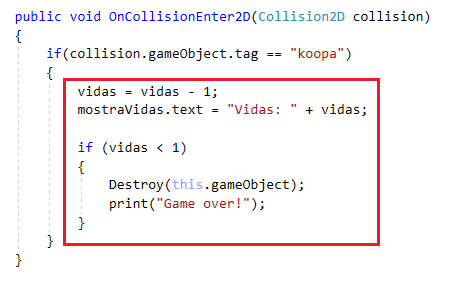 public void OnCollisionEnter2D(Collision2D collision)
{
if(collision.gameObject.tag == "koopa")
{
vidas = vidas - 1;
mostraVidas.text = "Vidas: " + vidas;
if (vidas < 1)
{
Destroy(this.gameObject);
print("Game over!");
}
}
}